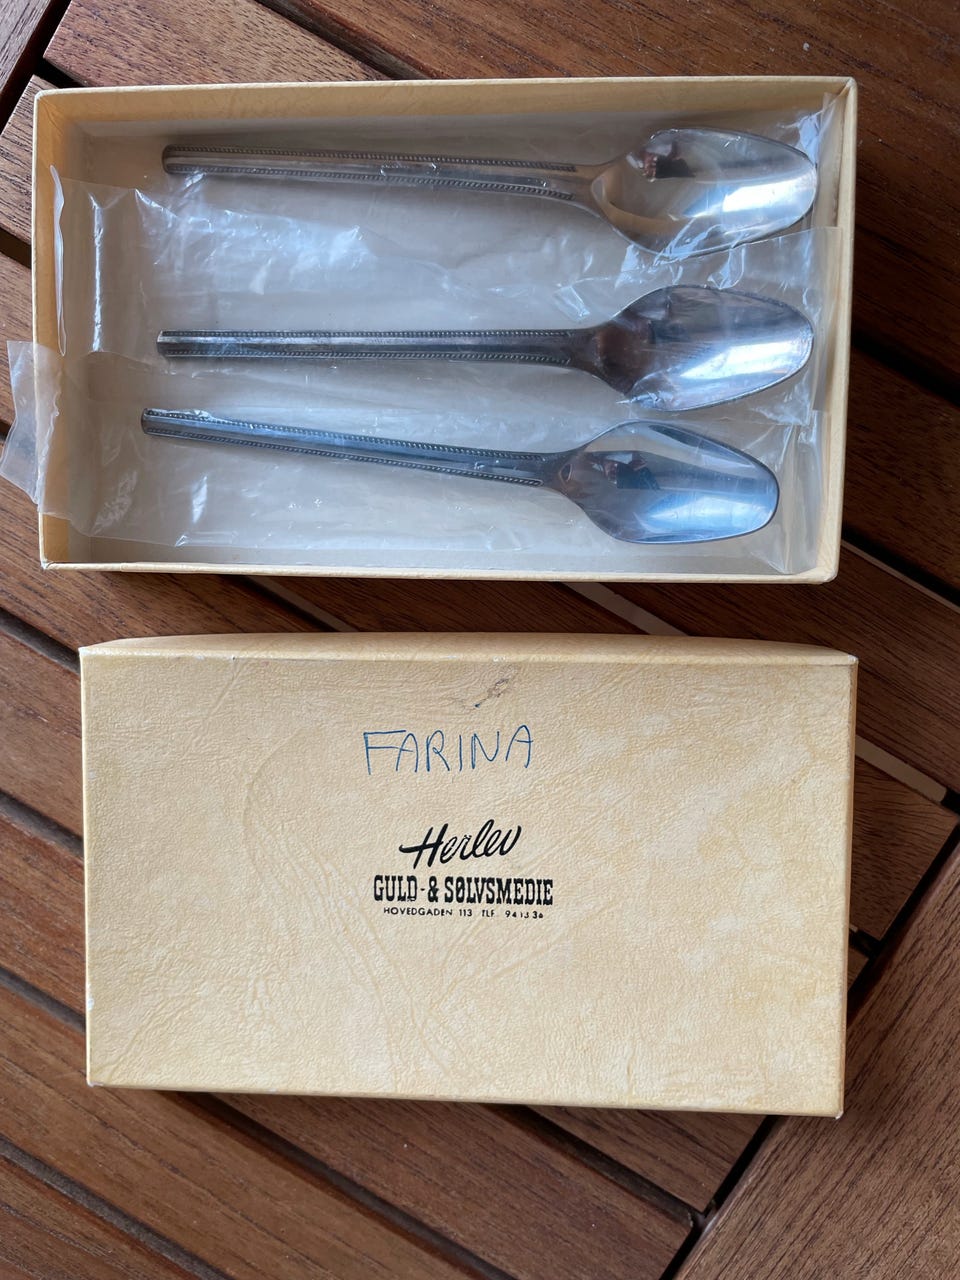 FARINA
Herlev
GULD- & SØLVSMEDIE
HOVEDGADEN 113 TLF. 94 13 36